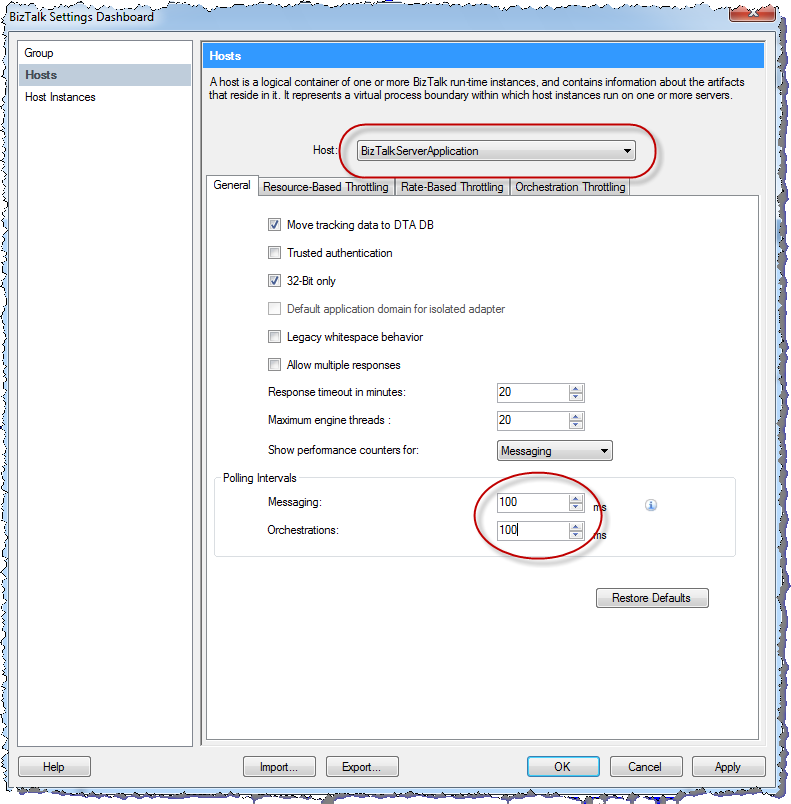 BizTalk Settings Dashboard
Group
Hosts
Host Instances
Hosts
A host is a logical container of one or more BizTalk run-time instances, and contains information about the artifacts
that reside in it. It represents a virtual process boundary within which host instances run on one or more servers.
Host: BizTalkServerApplication
General Resource-Based Throttling Rate-Based Throttling Orchestration Throttling
Move tracking data to DTA DB
Trusted authentication
32-Bit only
Default application domain for isolated adapter
Legacy whitespace behavior
Allow multiple responses
Response timeout in minutes: 20
Maximum engine threads : 20
Show performance counters for: Messaging
Polling Intervals
Messaging: 100 ms
Orchestrations: 100 ms
Restore Defaults
Help Import... Export... OK Cancel Apply